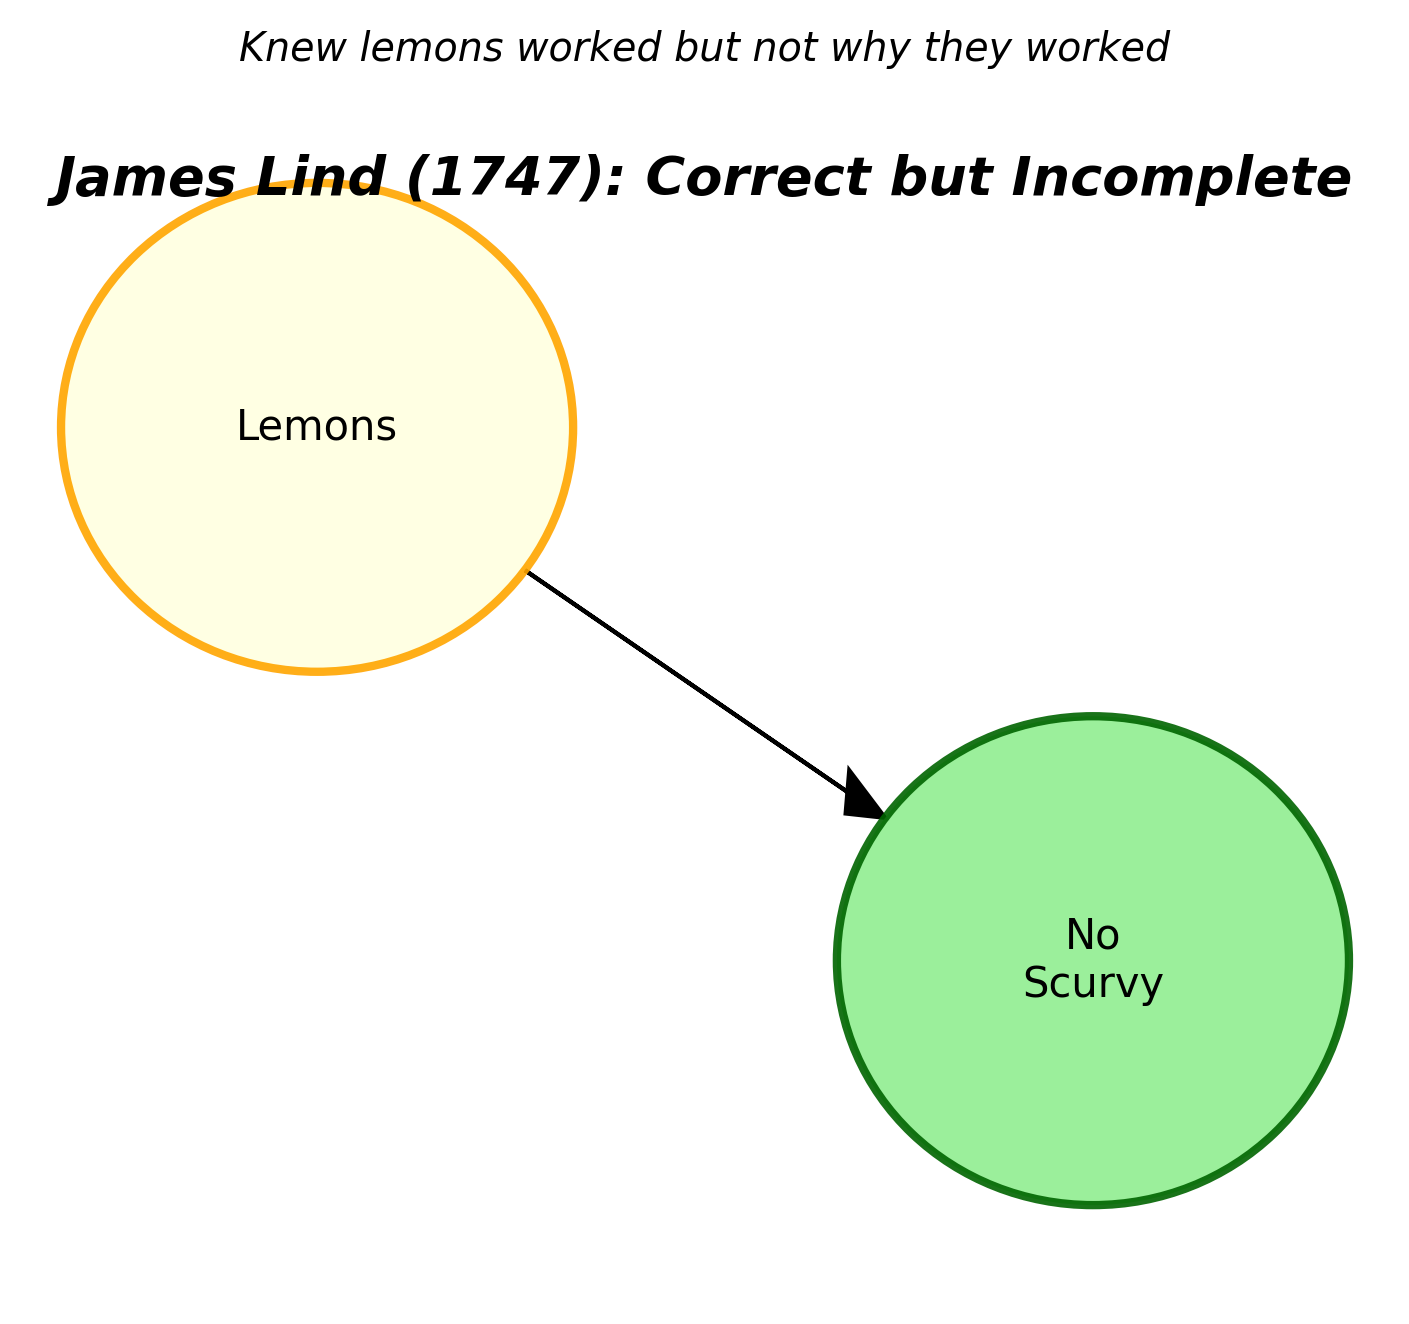 Knew lemons worked but not why they worked
James Lind (1747): Correct but Incomplete
Lemons
No
Scurvy